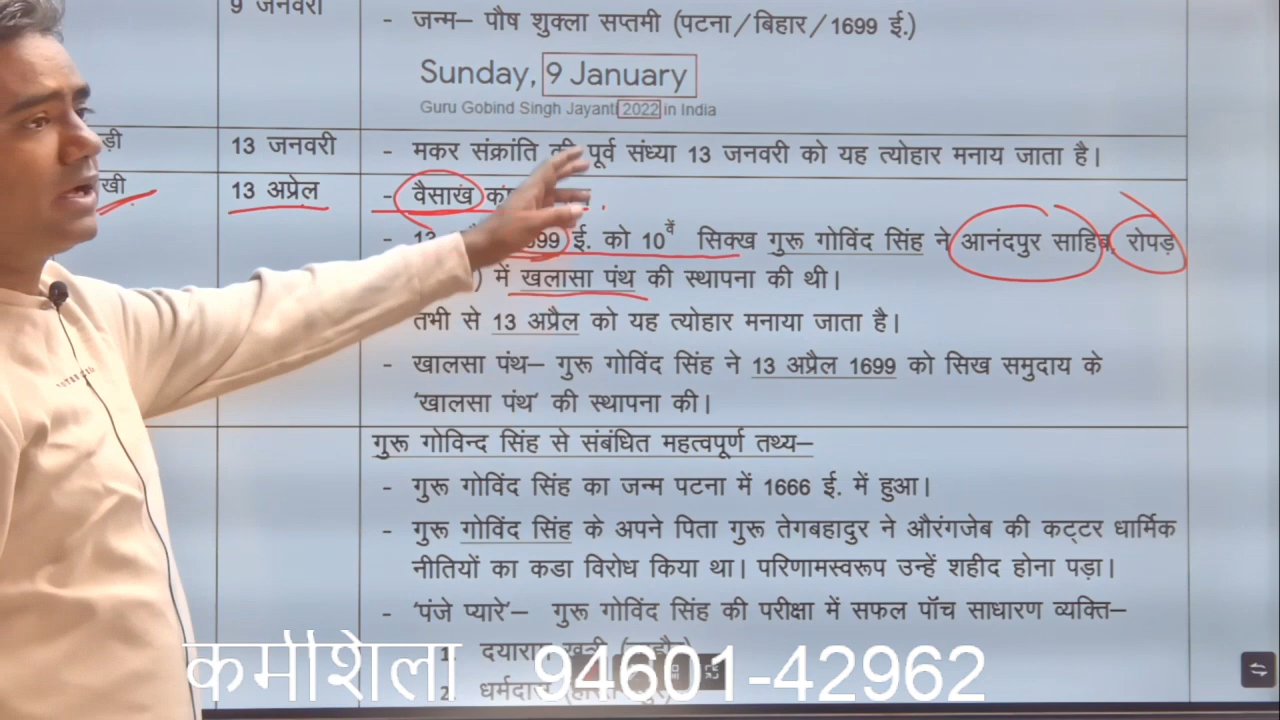 9 जनवरी
- जन्म– पौष शुक्ला सप्तमी (पटना/बिहार/1699 ई.)
Sunday, 9 January
Guru Gobind Singh Jayanti 2022 in India
13 जनवरी
- मकर संक्रांति की पूर्व संध्या 13 जनवरी को यह त्योहार मनाय जाता है।
13 अप्रेल
- वैसाख
ई. को 10वें सिक्ख गुरू गोविंद सिंह ने आनंदपुर साहिब, रोपड़
) में खलासा पंथ की स्थापना की थी।
तभी से 13 अप्रैल को यह त्योहार मनाया जाता है।
- खालसा पंथ– गुरू गोविंद सिंह ने 13 अप्रैल 1699 को सिख समुदाय के
'खालसा पंथ' की स्थापना की।
गुरू गोविन्द सिंह से संबंधित महत्वपूर्ण तथ्य–
- गुरू गोविंद सिंह का जन्म पटना में 1666 ई. में हुआ।
- गुरू गोविंद सिंह के अपने पिता गुरू तेगबहादुर ने औरंगजेब की कट्टर धार्मिक
नीतियों का कडा विरोध किया था। परिणामस्वरूप उन्हें शहीद होना पड़ा।
- 'पंजे प्यारे'– गुरू गोविंद सिंह की परीक्षा में सफल पॉच साधारण व्यक्ति–
1.
2.
कर्मशिला 94601-42962